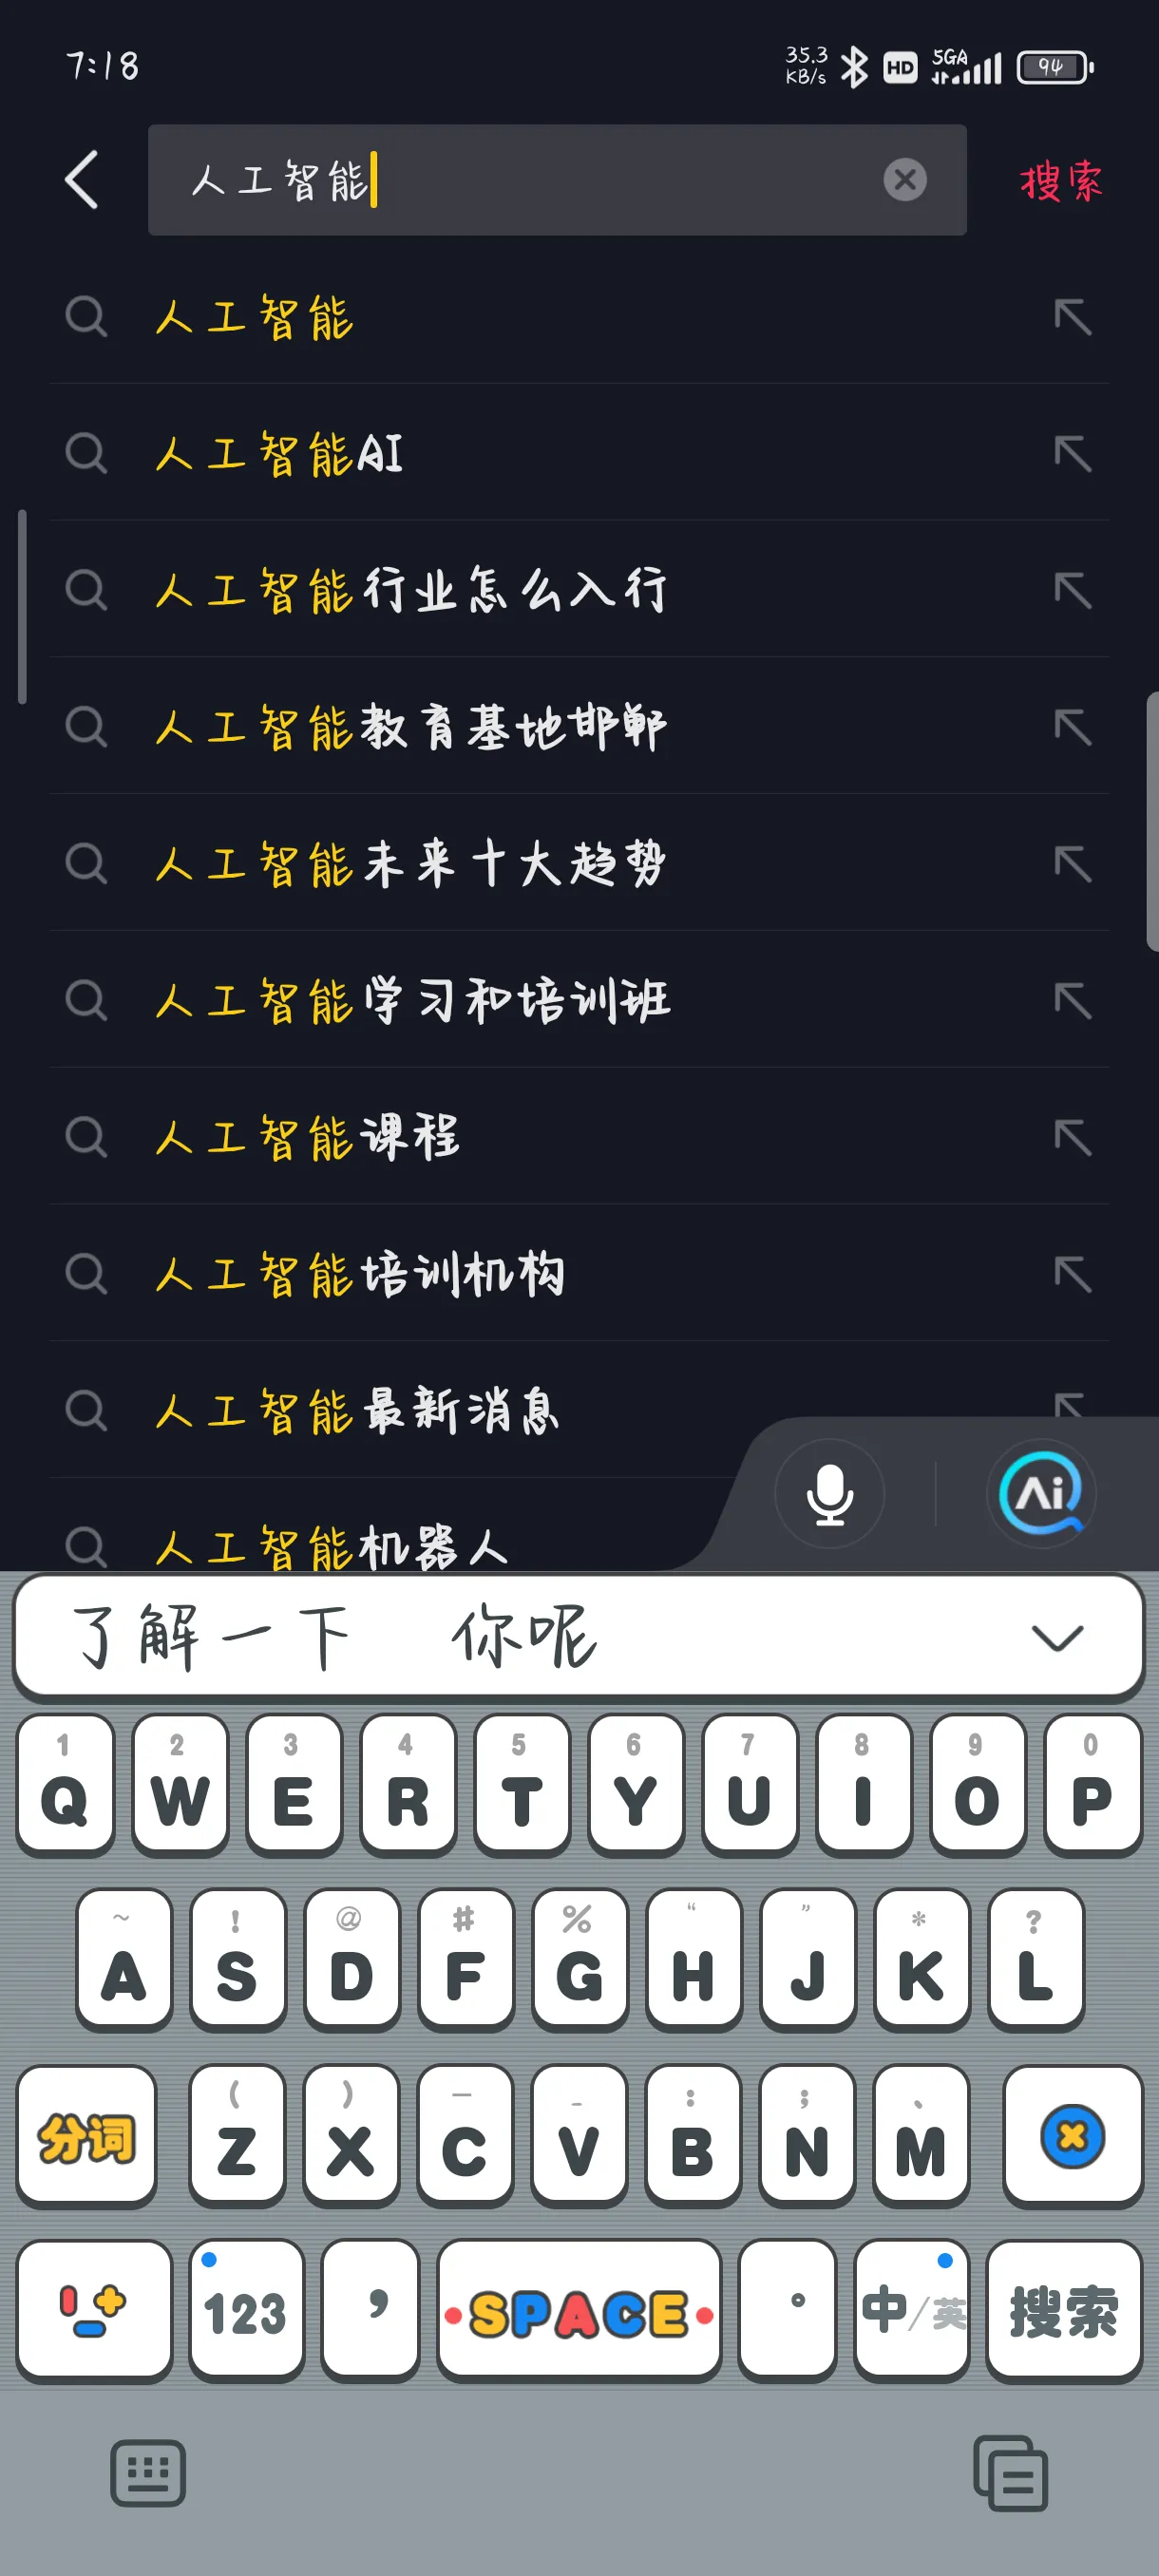 7:18
35.3
KB/s
HD
5GA
94
人工智能
搜索
人工智能
人工智能AI
人工智能行业怎么入行
人工智能教育基地邯郸
人工智能未来十大趋势
人工智能学习和培训班
人工智能课程
人工智能培训机构
人工智能最新消息
人工智能机器人
Ai
了解一下 你呢
1 2 3 4 5 6 7 8 9 0
Q W E R T Y U I O P
~ ! @ # % “ ” * ?
A S D F G H J K L
( ) — _ : ; 、
分词 Z X C V B N M
123 ， SPACE 。 中/英 搜索